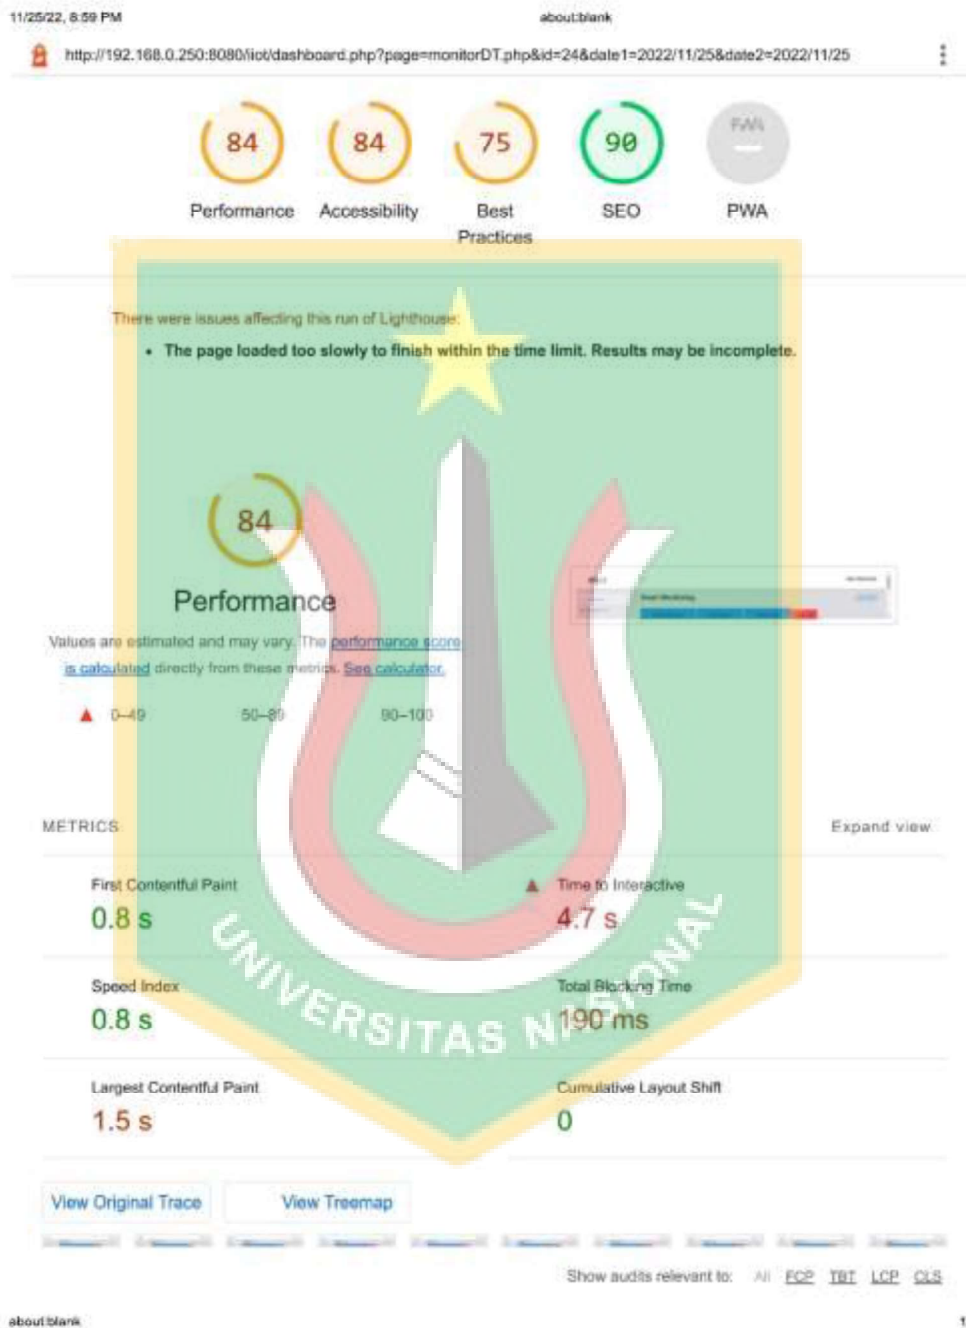 11/25/22, 8:59 PM about:blank
http://192.168.0.250:8080/iiot/dashboard.php?page=monitorDT.php&id=24&date1=2022/11/25&date2=2022/11/25
84 84 75 90 PWA
Performance Accessibility Best Practices SEO PWA
There were issues affecting this run of Lighthouse:
• The page loaded too slowly to finish within the time limit. Results may be incomplete.
84
Performance
Values are estimated and may vary. The performance score
is calculated directly from these metrics. See calculator.
0–49 50–89 90–100
METRICS Expand view
First Contentful Paint Time to Interactive
0.8 s 4.7 s
Speed Index Total Blocking Time
0.8 s 190 ms
UNIVERSITAS NASIONAL
Largest Contentful Paint Cumulative Layout Shift
1.5 s 0
View Original Trace View Treemap
Show audits relevant to: All FCP TBT LCP CLS
about:blank 1